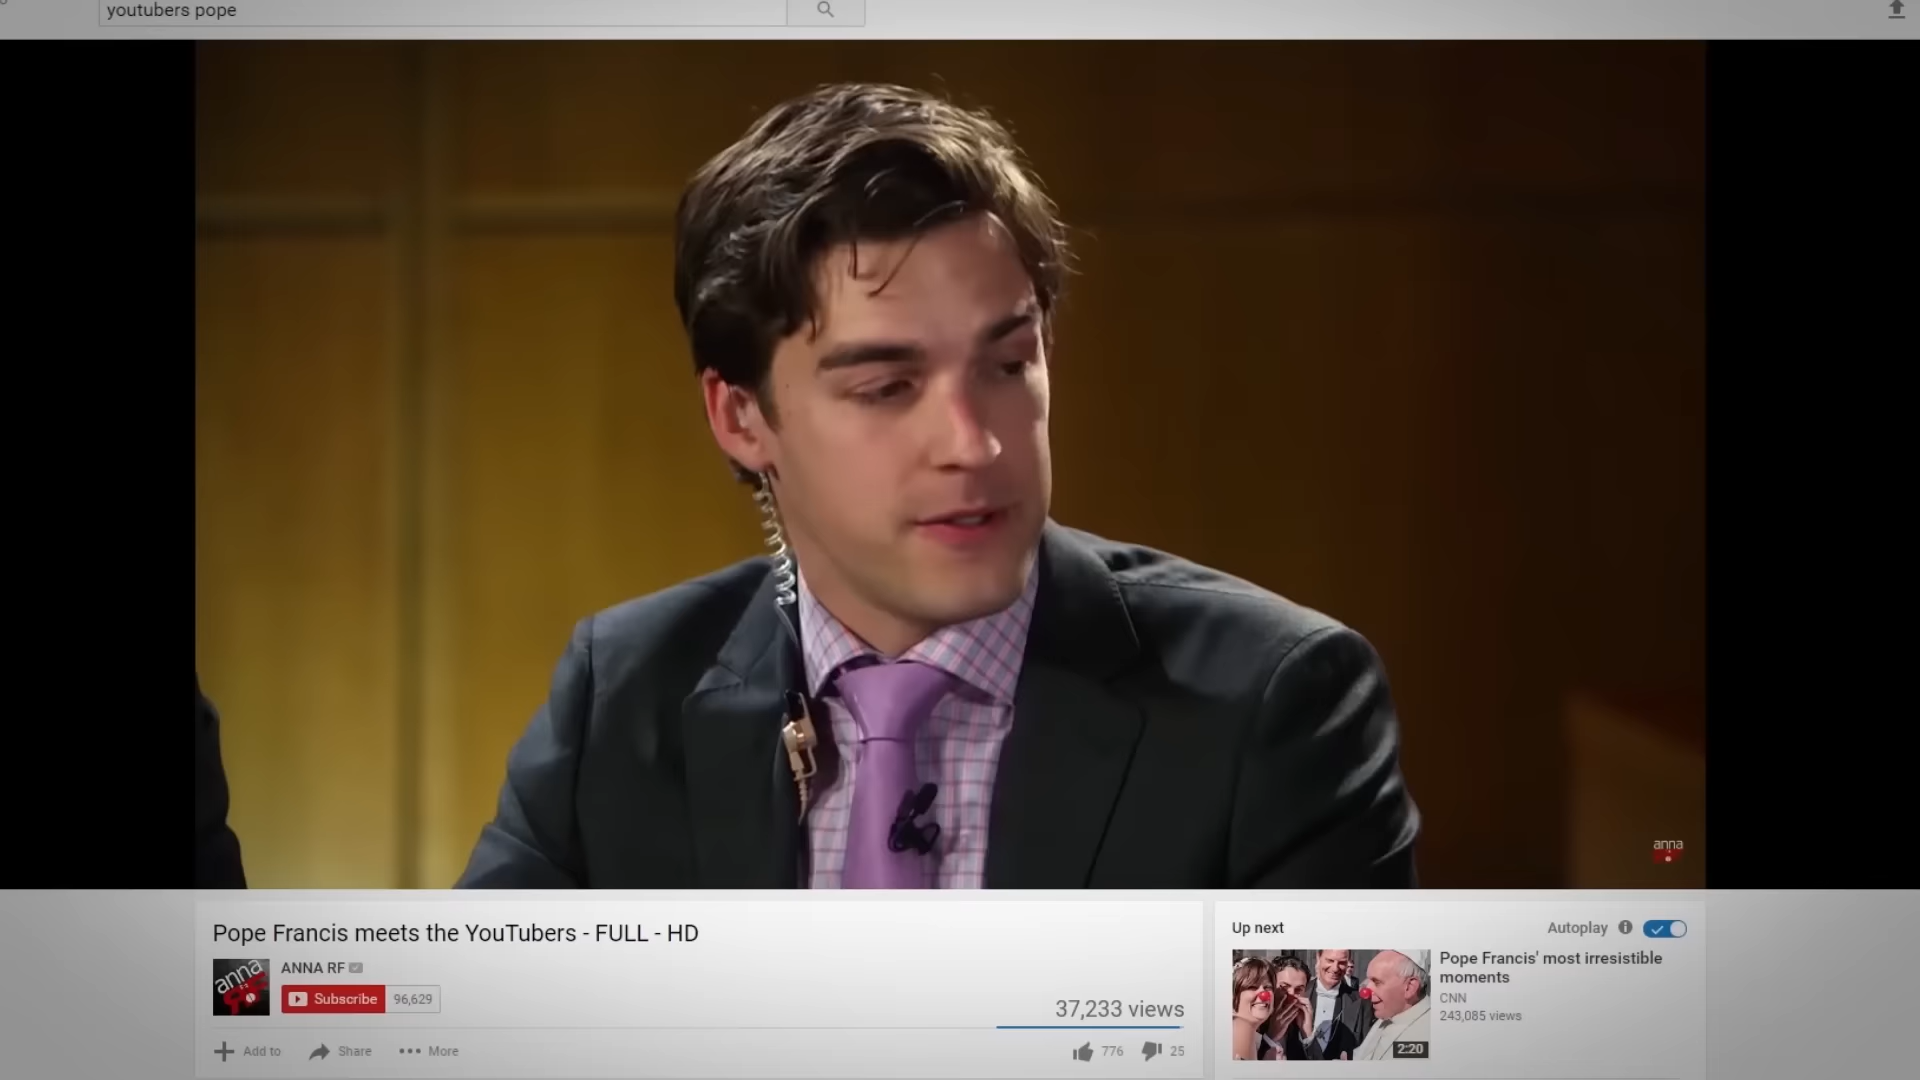 youtubers pope
anna
Pope Francis meets the YouTubers - FULL - HD
anna
ANNA RF
Subscribe 96,629
37,233 views
Add to Share More
776 25
Up next Autoplay
Pope Francis' most irresistible
moments
CNN
243,085 views
2:20